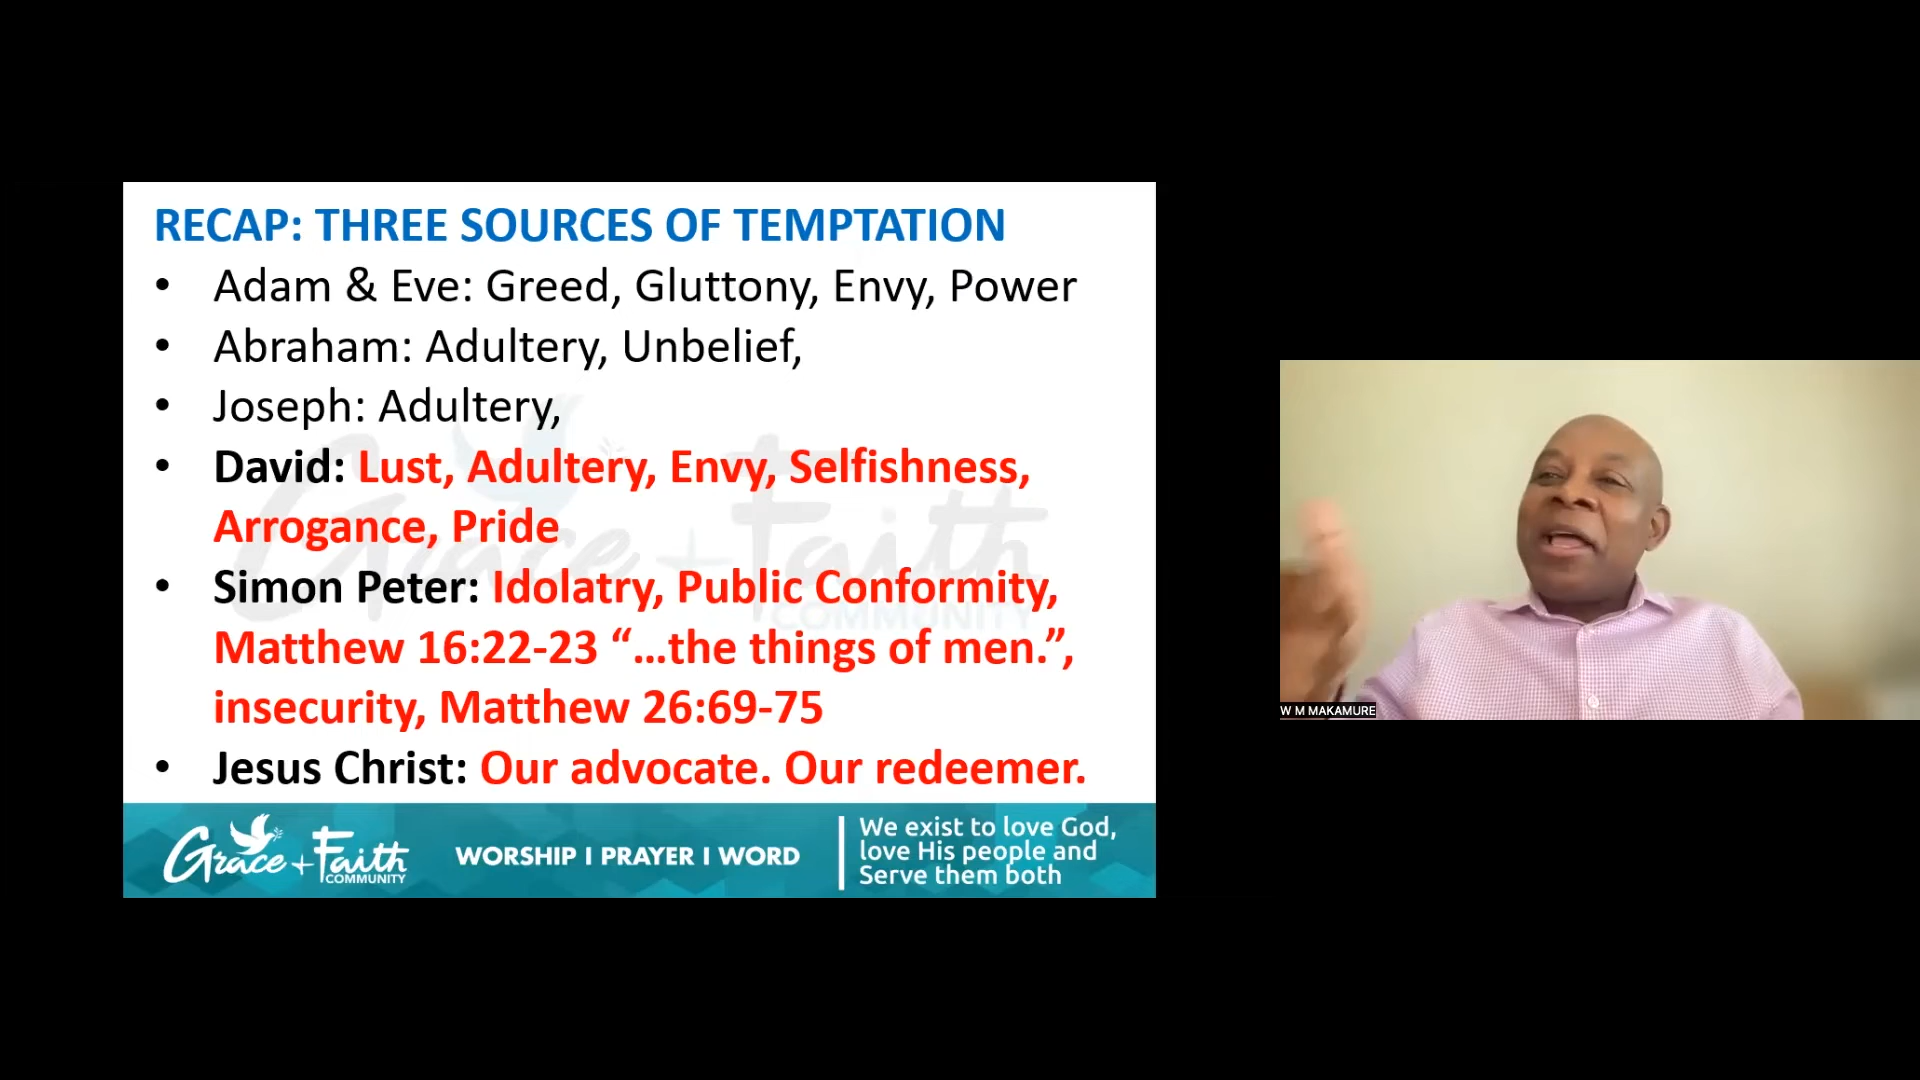 RECAP: THREE SOURCES OF TEMPTATION
• Adam & Eve: Greed, Gluttony, Envy, Power
• Abraham: Adultery, Unbelief,
• Joseph: Adultery,
• David: Lust, Adultery, Envy, Selfishness,
Arrogance, Pride
• Simon Peter: Idolatry, Public Conformity,
Matthew 16:22-23 “…the things of men.”,
insecurity, Matthew 26:69-75
• Jesus Christ: Our advocate. Our redeemer.
Grace + Faith
COMMUNITY
Grace + Faith
COMMUNITY
WORSHIP I PRAYER I WORD
We exist to love God,
love His people and
Serve them both
W M MAKAMURE